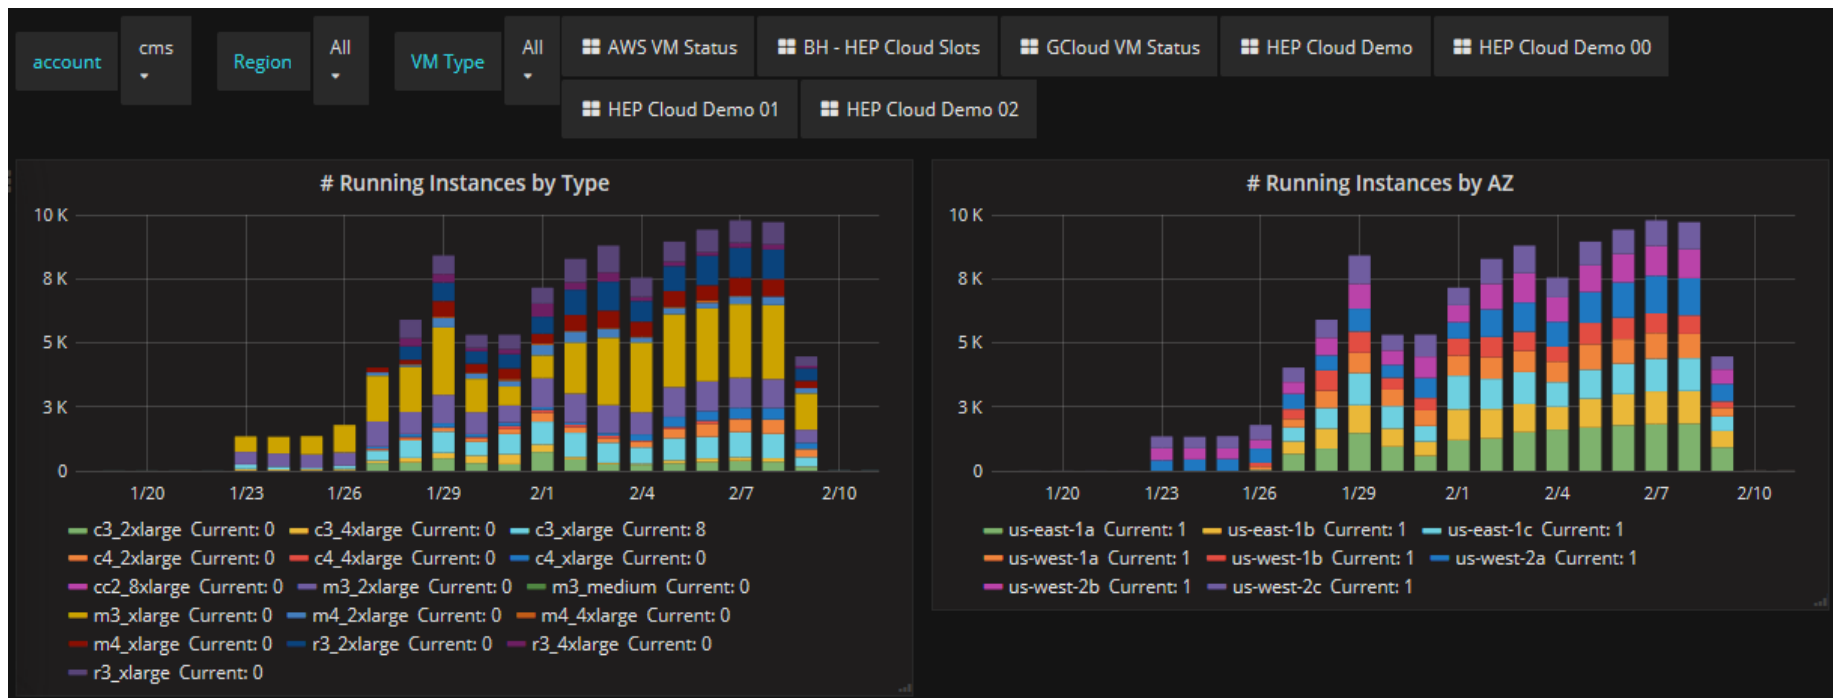 account cms Region All VM Type All AWS VM Status BH - HEP Cloud Slots GCloud VM Status HEP Cloud Demo HEP Cloud Demo 00
HEP Cloud Demo 01 HEP Cloud Demo 02
# Running Instances by Type
10 K
8 K
5 K
3 K
0
1/20 1/23 1/26 1/29 2/1 2/4 2/7 2/10
c3_2xlarge Current: 0 c3_4xlarge Current: 0 c3_xlarge Current: 8
c4_2xlarge Current: 0 c4_4xlarge Current: 0 c4_xlarge Current: 0
cc2_8xlarge Current: 0 m3_2xlarge Current: 0 m3_medium Current: 0
m3_xlarge Current: 0 m4_2xlarge Current: 0 m4_4xlarge Current: 0
m4_xlarge Current: 0 r3_2xlarge Current: 0 r3_4xlarge Current: 0
r3_xlarge Current: 0
# Running Instances by AZ
10 K
8 K
5 K
3 K
0
1/20 1/23 1/26 1/29 2/1 2/4 2/7 2/10
us-east-1a Current: 1 us-east-1b Current: 1 us-east-1c Current: 1
us-west-1a Current: 1 us-west-1b Current: 1 us-west-2a Current: 1
us-west-2b Current: 1 us-west-2c Current: 1